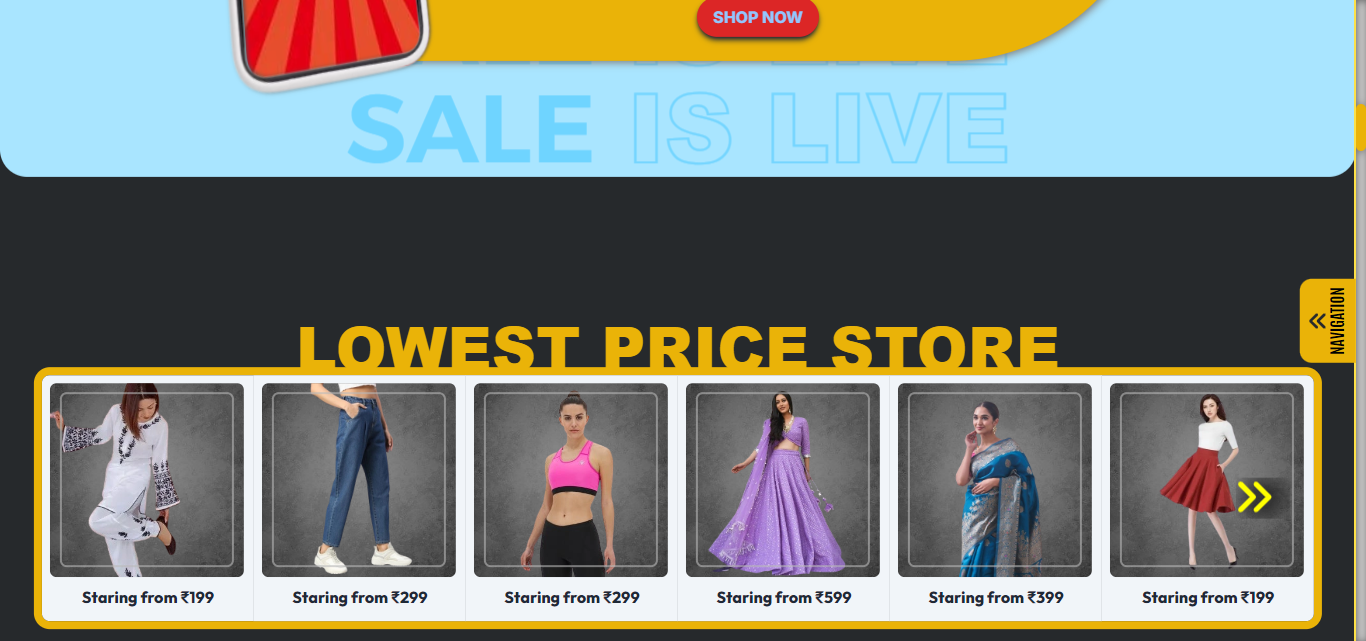 SHOP NOW
SALE IS LIVE
NAVIGATION
LOWEST PRICE STORE
Staring from ₹199
Staring from ₹299
Staring from ₹299
Staring from ₹599
Staring from ₹399
Staring from ₹199